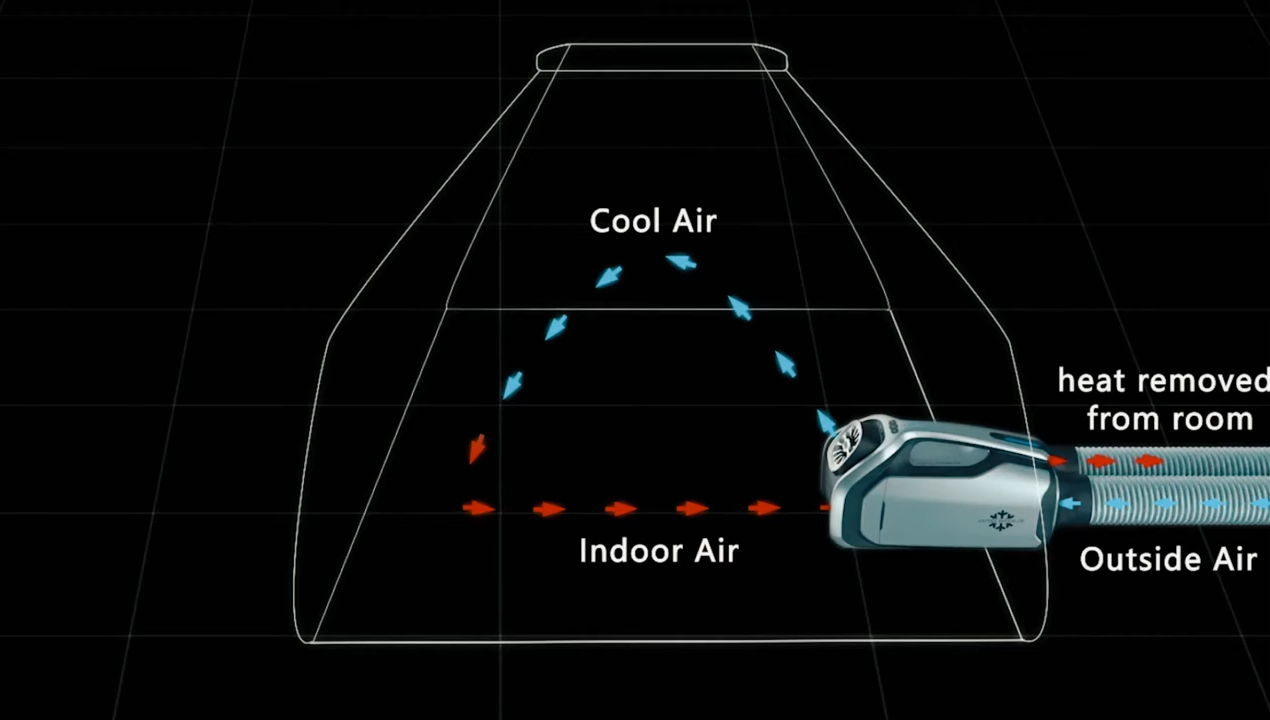 Cool Air
heat removed
from room
Indoor Air
Outside Air